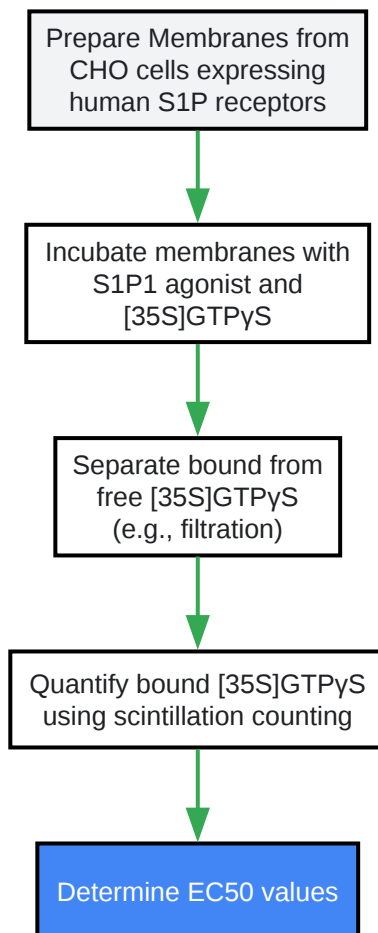 Prepare Membranes from
CHO cells expressing
human S1P receptors
Incubate membranes with
S1P1 agonist and
[35S]GTPγS
Separate bound from
free [35S]GTPγS
(e.g., filtration)
Quantify bound [35S]GTPγS
using scintillation counting
Determine EC50 values